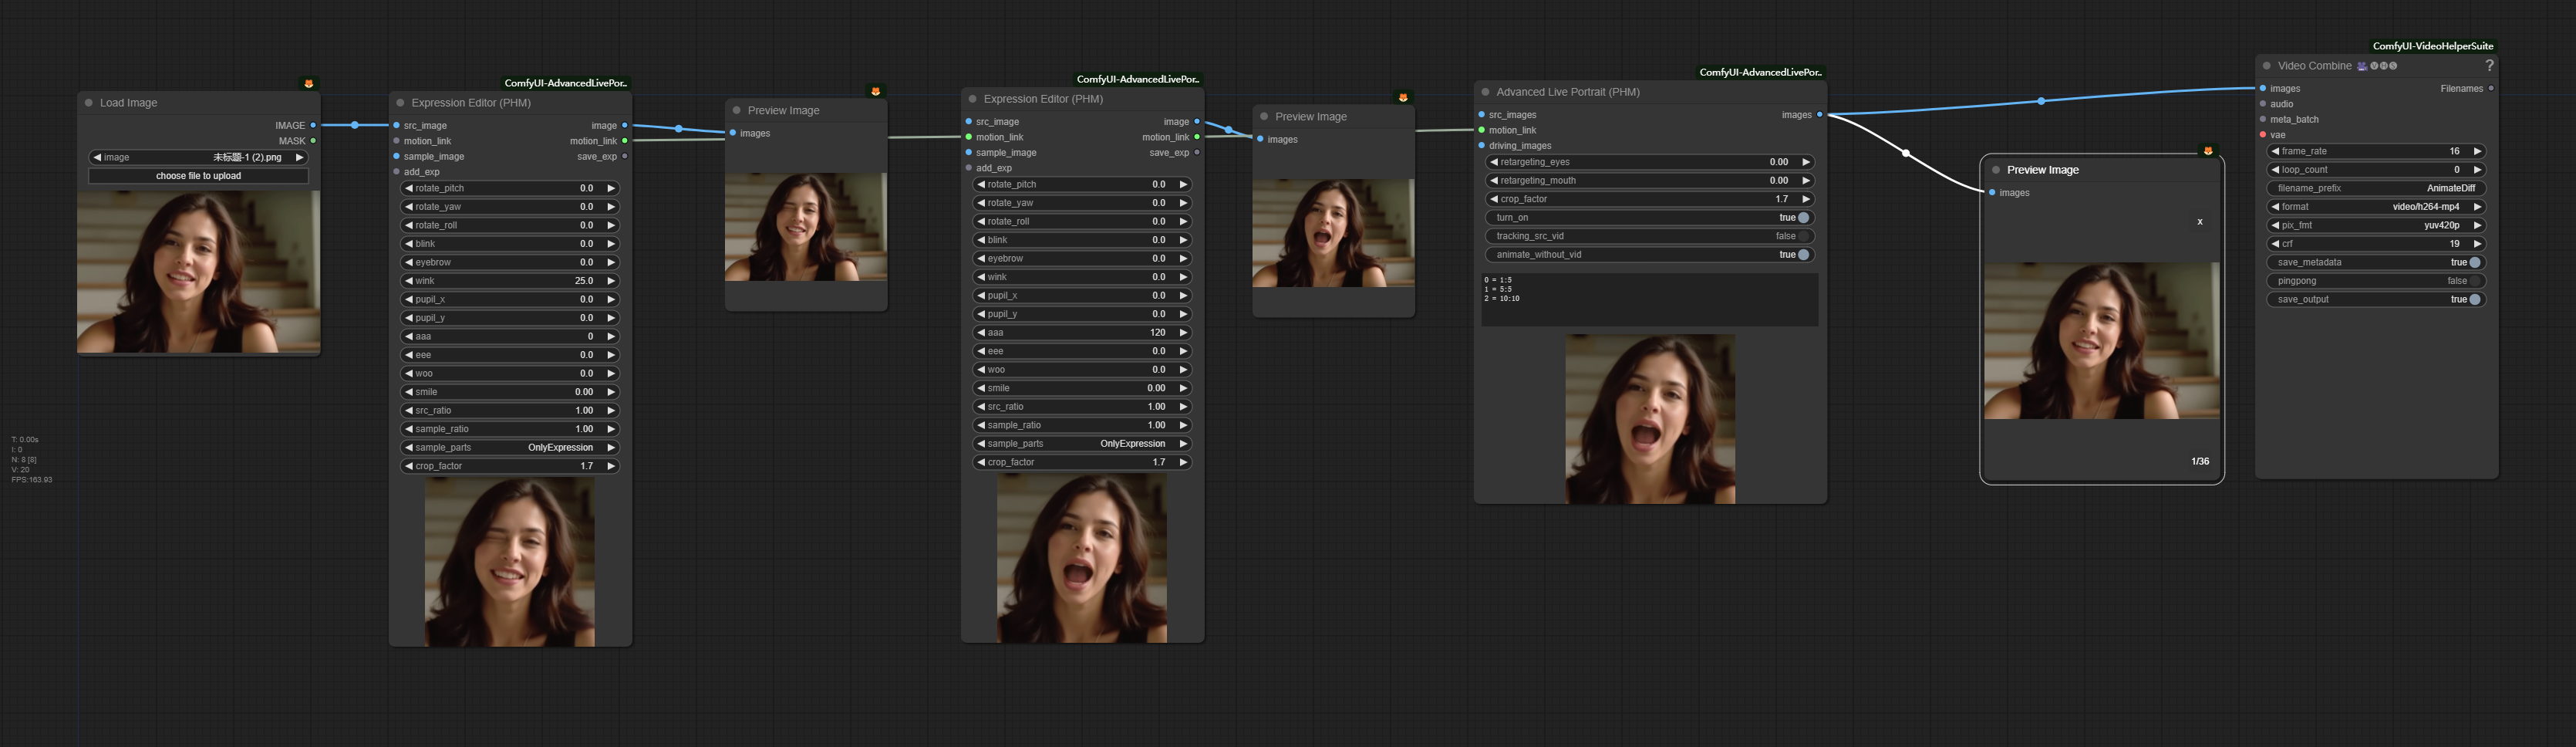 Load Image
IMAGE
MASK
image 未标题-1 (2).png
choose file to upload
ComfyUI-AdvancedLivePor..
Expression Editor (PHM)
src_image image
motion_link motion_link
sample_image save_exp
add_exp
rotate_pitch 0.0
rotate_yaw 0.0
rotate_roll 0.0
blink 0.0
eyebrow 0.0
wink 25.0
pupil_x 0.0
pupil_y 0.0
aaa 0
eee 0.0
woo 0.0
smile 0.00
src_ratio 1.00
sample_ratio 1.00
sample_parts OnlyExpression
crop_factor 1.7
Preview Image
images
ComfyUI-AdvancedLivePor..
Expression Editor (PHM)
src_image image
motion_link motion_link
sample_image save_exp
add_exp
rotate_pitch 0.0
rotate_yaw 0.0
rotate_roll 0.0
blink 0.0
eyebrow 0.0
wink 0.0
pupil_x 0.0
pupil_y 0.0
aaa 120
eee 0.0
woo 0.0
smile 0.00
src_ratio 1.00
sample_ratio 1.00
sample_parts OnlyExpression
crop_factor 1.7
Preview Image
images
ComfyUI-AdvancedLivePor..
Advanced Live Portrait (PHM)
src_images images
motion_link
driving_images
retargeting_eyes 0.00
retargeting_mouth 0.00
crop_factor 1.7
turn_on true
tracking_src_vid false
animate_without_vid true
0 = 1:5
1 = 5:5
2 = 10:10
Preview Image
images
x
1/36
ComfyUI-VideoHelperSuite
Video Combine 🅥🅗🅢 ?
images Filenames
audio
meta_batch
vae
frame_rate 16
loop_count 0
filename_prefix AnimateDiff
format video/h264-mp4
pix_fmt yuv420p
crf 19
save_metadata true
pingpong false
save_output true
T: 0.00s
I: 0
N: 8 [8]
V: 20
FPS:163.93